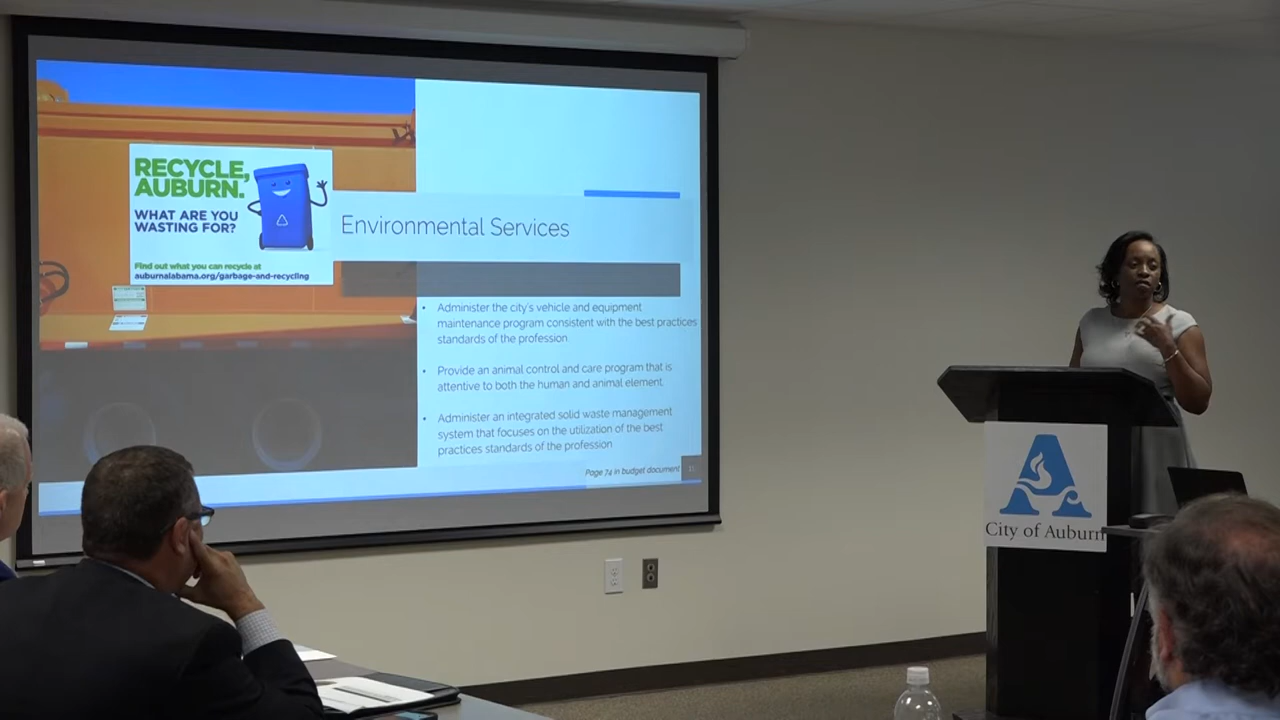 RECYCLE,
AUBURN.
WHAT ARE YOU
WASTING FOR?
Find out what you can recycle at
auburnalabama.org/garbage-and-recycling
Environmental Services
• Administer the city's vehicle and equipment
maintenance program consistent with the best practices
standards of the profession.
• Provide an animal control and care program that is
attentive to both the human and animal element.
• Administer an integrated solid waste management
system that focuses on the utilization of the best
practices standards of the profession
Page 74 in budget document
A
City of Auburn